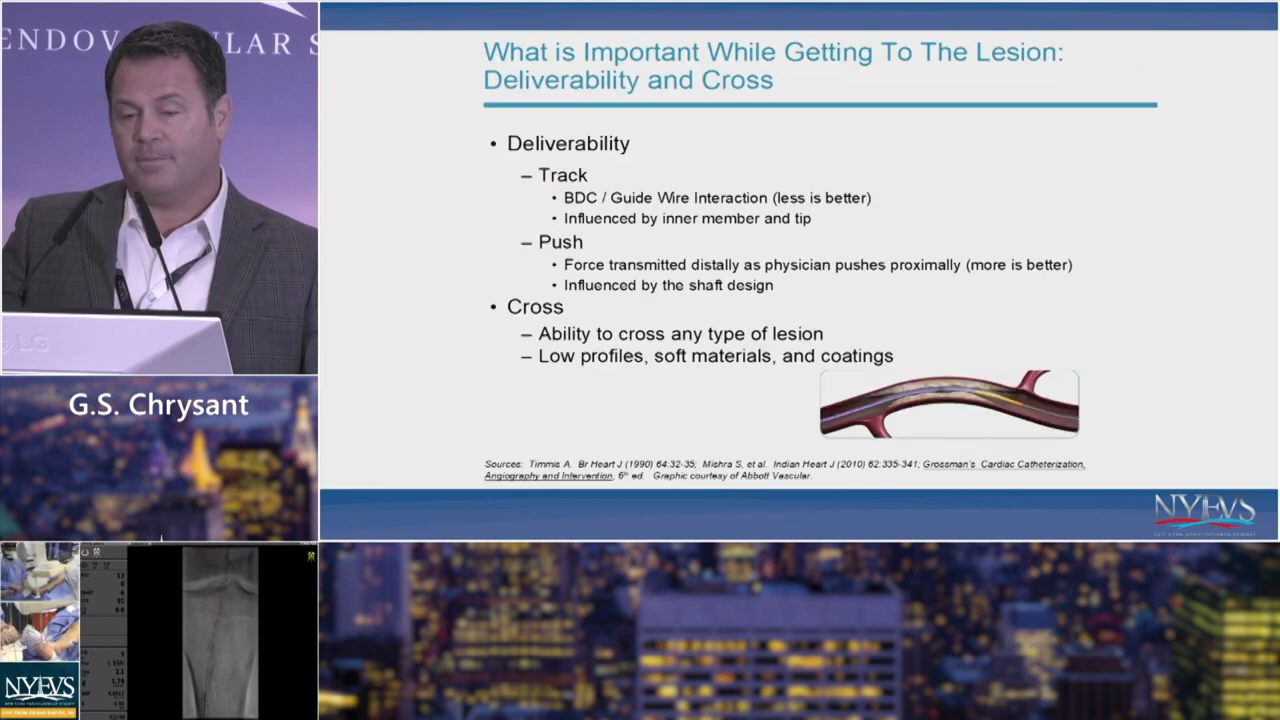 ENDOV
ULAR S
LG
G.S. Chrysant
What is Important While Getting To The Lesion:
Deliverability and Cross
• Deliverability
– Track
• BDC / Guide Wire Interaction (less is better)
• Influenced by inner member and tip
– Push
• Force transmitted distally as physician pushes proximally (more is better)
• Influenced by the shaft design
• Cross
– Ability to cross any type of lesion
– Low profiles, soft materials, and coatings
Sources: Timmis A. Br Heart J (1990) 64:32-35; Mishra S, et al. Indian Heart J (2010) 62:335-341; Grossman's Cardiac Catheterization,
Angiography and Intervention, 6th ed. Graphic courtesy of Abbott Vascular.
NYEVS
NYEVS